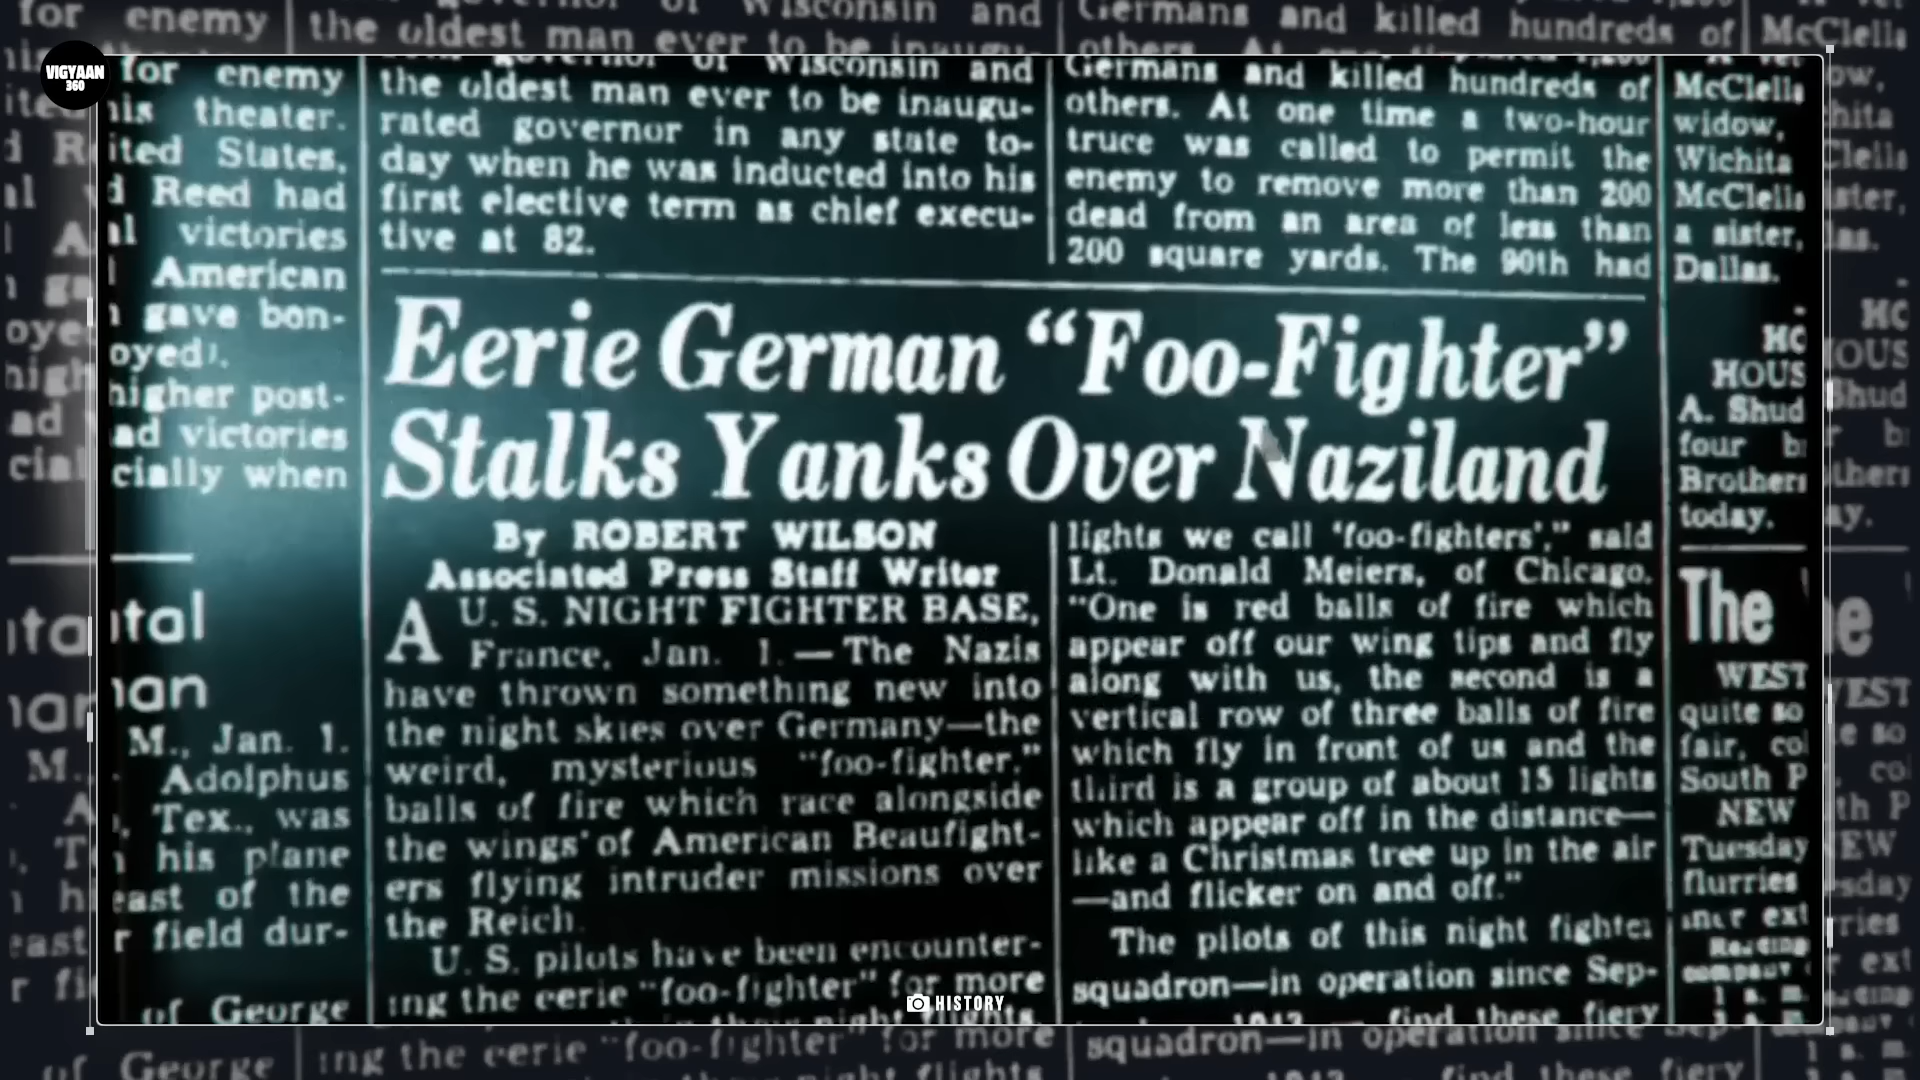 VIGYAAN
360
for enemy
his theater.
ited States,
d Reed had
al victories
American
gave bon-
oyed).
higher post-
ad victories
cially when
ntal
nan
M., Jan. 1.
Adolphus
Tex., was
his plane
east of the
r field dur-
of George
governor of Wisconsin and
the oldest man ever to be inaugu-
rated governor in any state to-
day when he was inducted into his
first elective term as chief execu-
tive at 82.
Germans and killed hundreds of
others. At one time a two-hour
truce was called to permit the
enemy to remove more than 200
dead from an area of less than
200 square yards. The 90th had
Eerie German “Foo-Fighter”
Stalks Yanks Over Naziland
By ROBERT WILSON
Associated Press Staff Writer
A U. S. NIGHT FIGHTER BASE,
France, Jan. 1.—The Nazis
have thrown something new into
the night skies over Germany—the
weird, mysterious "foo-fighter,"
balls of fire which race alongside
the wings of American Beaufight-
ers flying intruder missions over
the Reich.
U. S. pilots have been encounter-
ing the eerie "foo-fighter" for more
night flights.
lights we call 'foo-fighters'," said
Lt. Donald Meiers, of Chicago.
"One is red balls of fire which
appear off our wing tips and fly
along with us, the second is a
vertical row of three balls of fire
which fly in front of us and the
third is a group of about 15 lights
which appear off in the distance—
like a Christmas tree up in the air
—and flicker on and off."
The pilots of this night fighter
squadron—in operation since Sep-
find these fiery
McClella
widow,
Wichita
McClella
a sister,
Dallas.
HO
HOUS
A. Shud
four b
Brothers
today.
The
WEST
quite so
fair, co
South P
NEW
Tuesday
flurries
ext
HISTORY